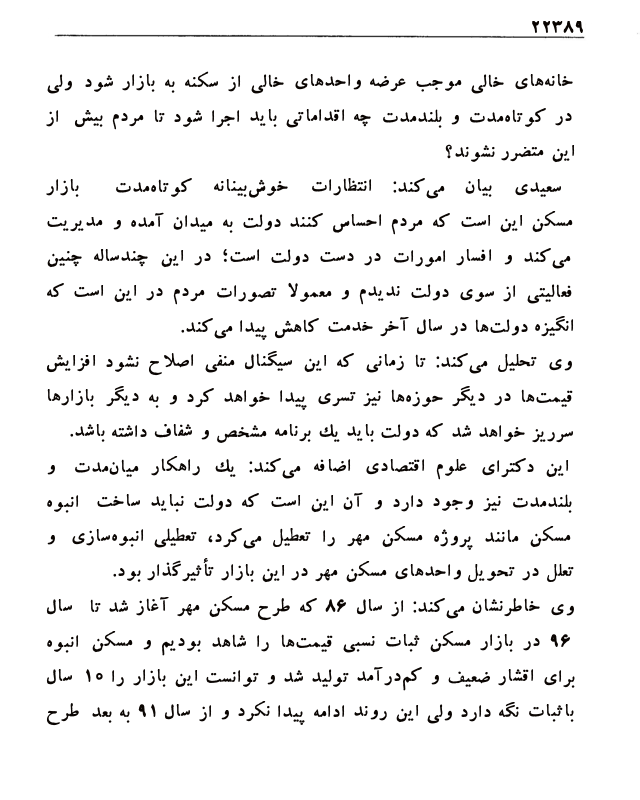 ۲۲۳۸۹
خانه‌های خالی موجب عرضه واحدهای خالی از سکنه به بازار شود ولی
در کوتاه‌مدت و بلندمدت چه اقداماتی باید اجرا شود تا مردم بیش از
این متضرر نشوند؟
سعیدی بیان می‌کند: انتظارات خوش‌بینانه کوتاه‌مدت بازار
مسکن این است که مردم احساس کنند دولت به میدان آمده و مدیریت
می‌کند و افسار امورات در دست دولت است؛ در این چندساله چنین
فعالیتی از سوی دولت ندیدم و معمولا تصورات مردم در این است که
انگیزه دولت‌ها در سال آخر خدمت کاهش پیدا می‌کند.
وی تحلیل می‌کند: تا زمانی که این سیگنال منفی اصلاح نشود افزایش
قیمت‌ها در دیگر حوزه‌ها نیز تسری پیدا خواهد کرد و به دیگر بازارها
سرریز خواهد شد که دولت باید یك برنامه مشخص و شفاف داشته باشد.
این دکترای علوم اقتصادی اضافه می‌کند: یك راهکار میان‌مدت و
بلندمدت نیز وجود دارد و آن این است که دولت نباید ساخت انبوه
مسکن مانند پروژه مسکن مهر را تعطیل می‌کرد، تعطیلی انبوه‌سازی و
تعلل در تحویل واحدهای مسکن مهر در این بازار تأثیرگذار بود.
وی خاطرنشان می‌کند: از سال ۸۶ که طرح مسکن مهر آغاز شد تا سال
۹۶ در بازار مسکن ثبات نسبی قیمت‌ها را شاهد بودیم و مسکن انبوه
برای اقشار ضعیف و کم‌درآمد تولید شد و توانست این بازار را ۱۰ سال
باثبات نگه دارد ولی این روند ادامه پیدا نکرد و از سال ۹۱ به بعد طرح